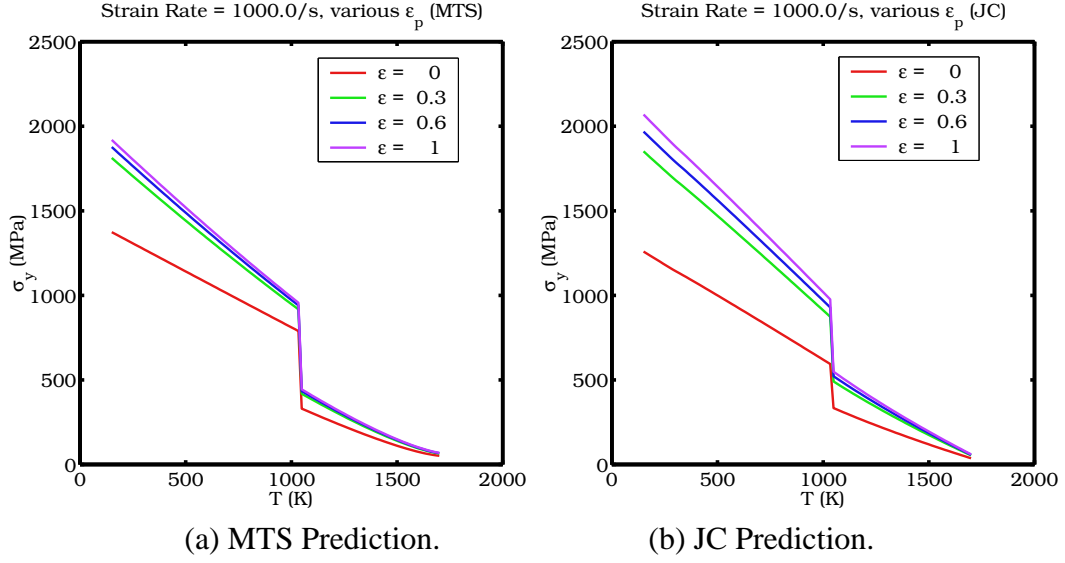 Strain Rate = 1000.0/s, various ε_p (MTS)
2500
2000
1500
1000
500
0
0 500 1000 1500 2000
σ_y (MPa)
T (K)
ε = 0
ε = 0.3
ε = 0.6
ε = 1
(a) MTS Prediction.
Strain Rate = 1000.0/s, various ε_p (JC)
2500
2000
1500
1000
500
0
0 500 1000 1500 2000
σ_y (MPa)
T (K)
ε = 0
ε = 0.3
ε = 0.6
ε = 1
(b) JC Prediction.